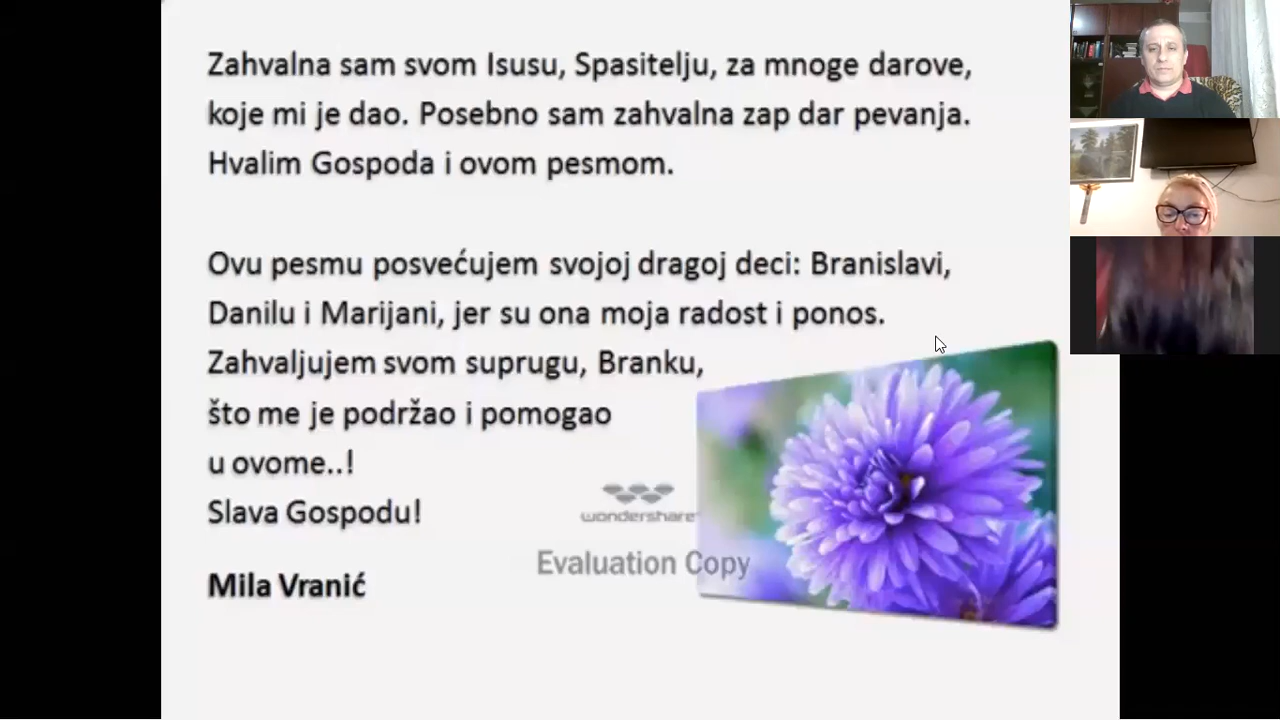 Zahvalna sam svom Isusu, Spasitelju, za mnoge darove,
koje mi je dao. Posebno sam zahvalna zap dar pevanja.
Hvalim Gospoda i ovom pesmom.
Ovu pesmu posvećujem svojoj dragoj deci: Branislavi,
Danilu i Marijani, jer su ona moja radost i ponos.
Zahvaljujem svom suprugu, Branku,
što me je podržao i pomogao
u ovome..!
Slava Gospodu!
wondershare
Evaluation Copy
Mila Vranić